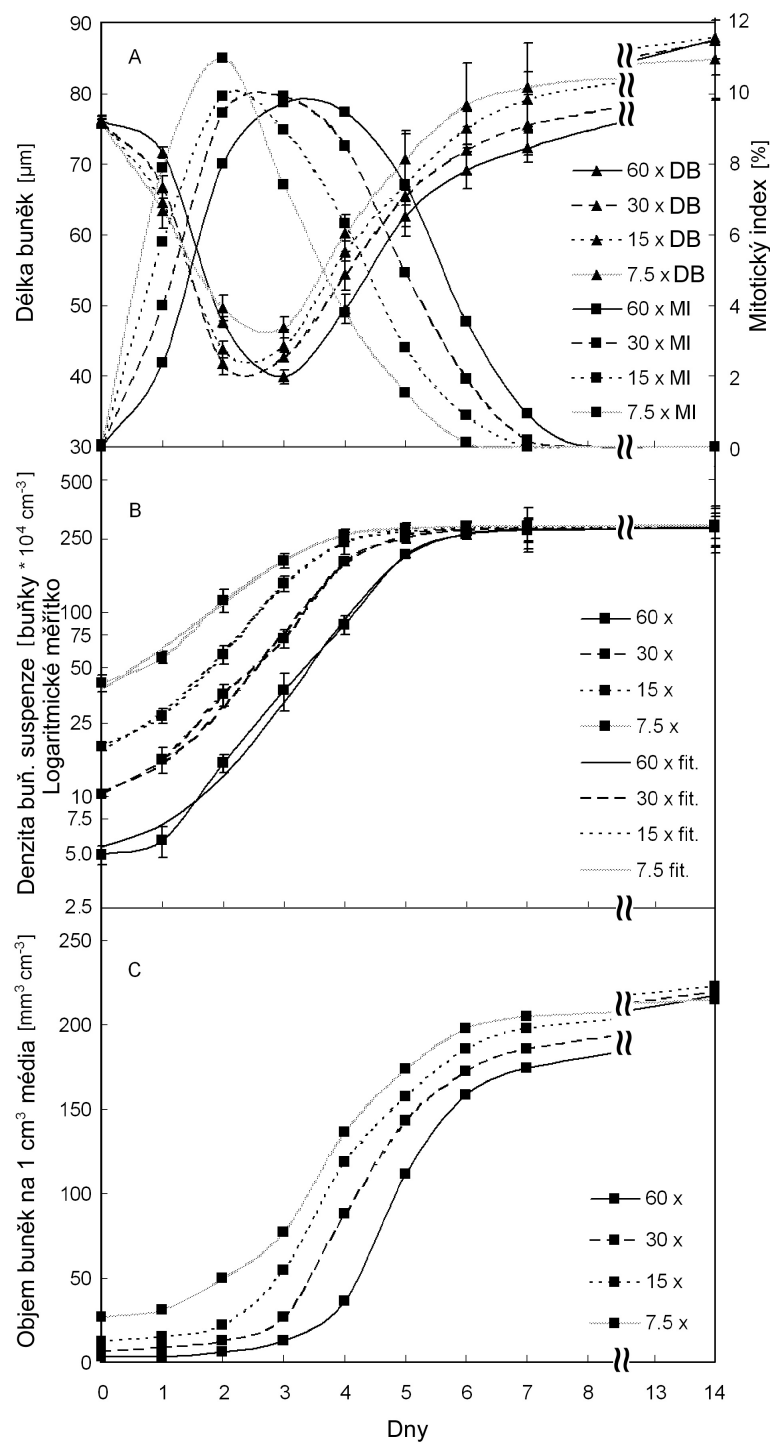 A
Délka buněk [µm]
90
80
70
60
50
40
30
Mitotický index [%]
12
10
8
6
4
2
0
60 x DB
30 x DB
15 x DB
7.5 x DB
60 x MI
30 x MI
15 x MI
7.5 x MI
B
Denzita buň. suspenze [buňky * 10⁻⁴ cm⁻³]
Logaritmické měřítko
500
250
100
75
50
25
10
7.5
5.0
2.5
60 x
30 x
15 x
7.5 x
60 x fit.
30 x fit.
15 x fit.
7.5 fit.
C
Objem buněk na 1 cm³ média [mm³ cm⁻³]
250
200
150
100
50
0
60 x
30 x
15 x
7.5 x
0 1 2 3 4 5 6 7 8 13 14
Dny